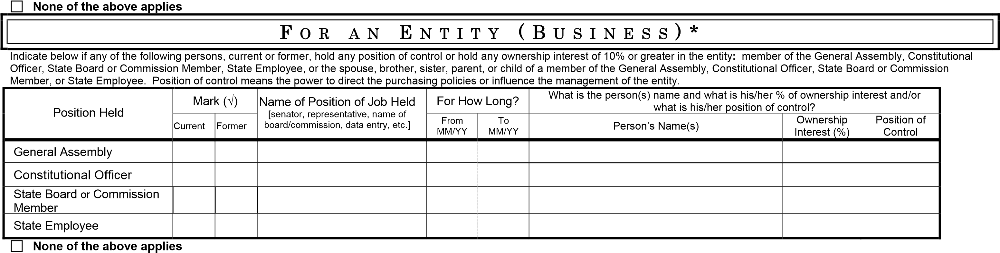 ☐ None of the above applies
FOR AN ENTITY (BUSINESS)*
Indicate below if any of the following persons, current or former, hold any position of control or hold any ownership interest of 10% or greater in the entity: member of the General Assembly, Constitutional
Officer, State Board or Commission Member, State Employee, or the spouse, brother, sister, parent, or child of a member of the General Assembly, Constitutional Officer, State Board or Commission
Member, or State Employee. Position of control means the power to direct the purchasing policies or influence the management of the entity.
Position Held
Mark (√)
Current
Former
Name of Position of Job Held
[senator, representative, name of
board/commission, data entry, etc.]
For How Long?
From
MM/YY
To
MM/YY
What is the person(s) name and what is his/her % of ownership interest and/or
what is his/her position of control?
Person’s Name(s)
Ownership
Interest (%)
Position of
Control
General Assembly
Constitutional Officer
State Board or Commission
Member
State Employee
☐ None of the above applies